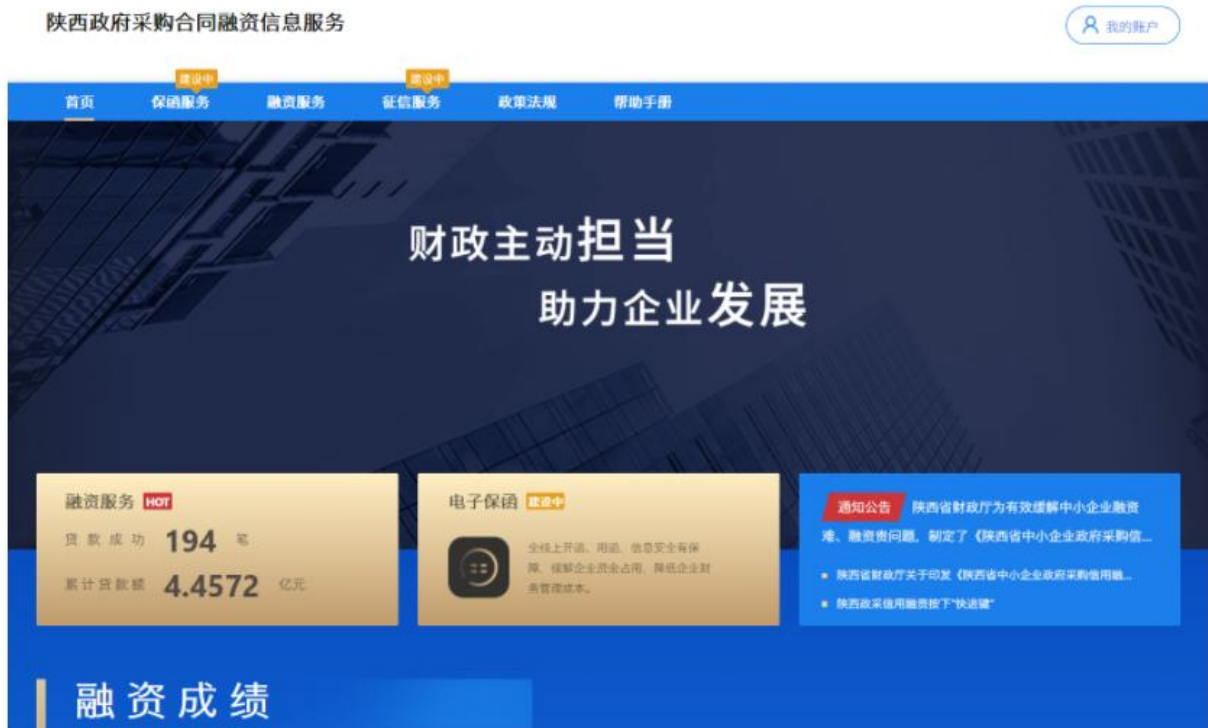 陕西政府采购合同融资信息服务
我的账户
建设中
建设中
首页 保函服务 融资服务 征信服务 政策法规 帮助手册
财政主动担当
助力企业发展
融资服务 HOT
贷款成功 194 笔
累计贷款额 4.4572 亿元
电子保函 建设中
全线上开函、用函、信息安全有保
障、缓解企业资金占用、降低企业财
务管理成本。
通知公告 陕西省财政厅为有效缓解中小企业融资
难、融资贵问题，制定了《陕西省中小企业政府采购信...
陕西省财政厅关于印发《陕西省中小企业政府采购信用融...
陕西政采信用融资按下“快进键”
融资成绩